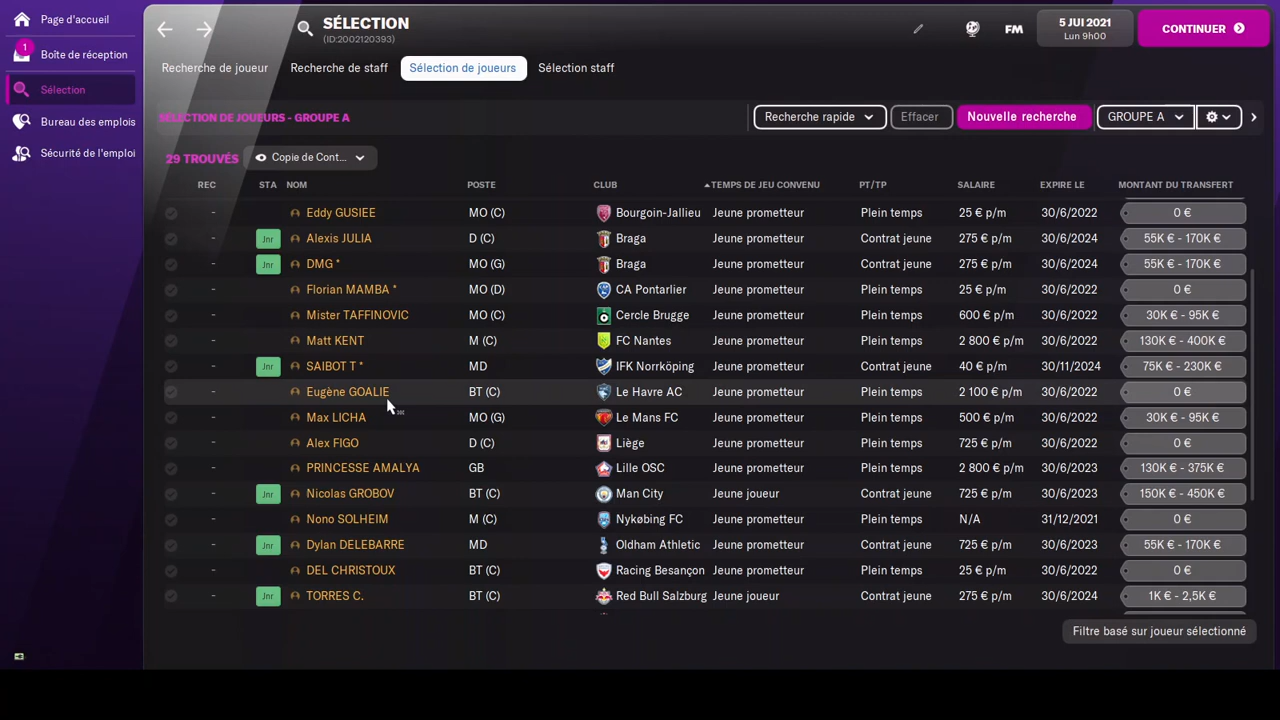 Page d'accueil
1
Boîte de réception
Sélection
Bureau des emplois
Sécurité de l'emploi
SÉLECTION
(ID:2002120393)
FM
5 JUI 2021
Lun 9h00
CONTINUER
Recherche de joueur Recherche de staff Sélection de joueurs Sélection staff
SÉLECTION DE JOUEURS - GROUPE A
Recherche rapide Effacer Nouvelle recherche GROUPE A
29 TROUVÉS Copie de Cont...
REC STA NOM POSTE CLUB TEMPS DE JEU CONVENU PT/TP SALAIRE EXPIRE LE MONTANT DU TRANSFERT
- Eddy GUSIEE MO (C) Bourgoin-Jallieu Jeune prometteur Plein temps 25 € p/m 30/6/2022 0 €
- Jnr Alexis JULIA D (C) Braga Jeune prometteur Contrat jeune 275 € p/m 30/6/2024 55K € - 170K €
- Jnr DMG * MO (G) Braga Jeune prometteur Contrat jeune 275 € p/m 30/6/2024 55K € - 170K €
- Florian MAMBA * MO (D) CA Pontarlier Jeune prometteur Plein temps 25 € p/m 30/6/2022 0 €
- Mister TAFFINOVIC MO (C) Cercle Brugge Jeune prometteur Plein temps 600 € p/m 30/6/2022 30K € - 95K €
- Matt KENT M (C) FC Nantes Jeune prometteur Plein temps 2 800 € p/m 30/6/2022 130K € - 400K €
- Jnr SAIBOT T * MD IFK Norrköping Jeune prometteur Contrat jeune 40 € p/m 30/11/2024 75K € - 230K €
- Eugène GOALIE BT (C) Le Havre AC Jeune prometteur Plein temps 2 100 € p/m 30/6/2022 0 €
- Max LICHA MO (G) Le Mans FC Jeune prometteur Plein temps 500 € p/m 30/6/2022 30K € - 95K €
- Alex FIGO D (C) Liège Jeune prometteur Plein temps 725 € p/m 30/6/2022 0 €
- PRINCESSE AMALYA GB Lille OSC Jeune prometteur Plein temps 2 800 € p/m 30/6/2023 130K € - 375K €
- Jnr Nicolas GROBOV BT (C) Man City Jeune joueur Contrat jeune 725 € p/m 30/6/2023 150K € - 450K €
- Nono SOLHEIM M (C) Nykøbing FC Jeune prometteur Plein temps N/A 31/12/2021 0 €
- Jnr Dylan DELEBARRE MD Oldham Athletic Jeune prometteur Contrat jeune 725 € p/m 30/6/2023 55K € - 170K €
- DEL CHRISTOUX BT (C) Racing Besançon Jeune prometteur Plein temps 25 € p/m 30/6/2022 0 €
- Jnr TORRES C. BT (C) Red Bull Salzburg Jeune joueur Contrat jeune 275 € p/m 30/6/2024 1K € - 2,5K €
Filtre basé sur joueur sélectionné